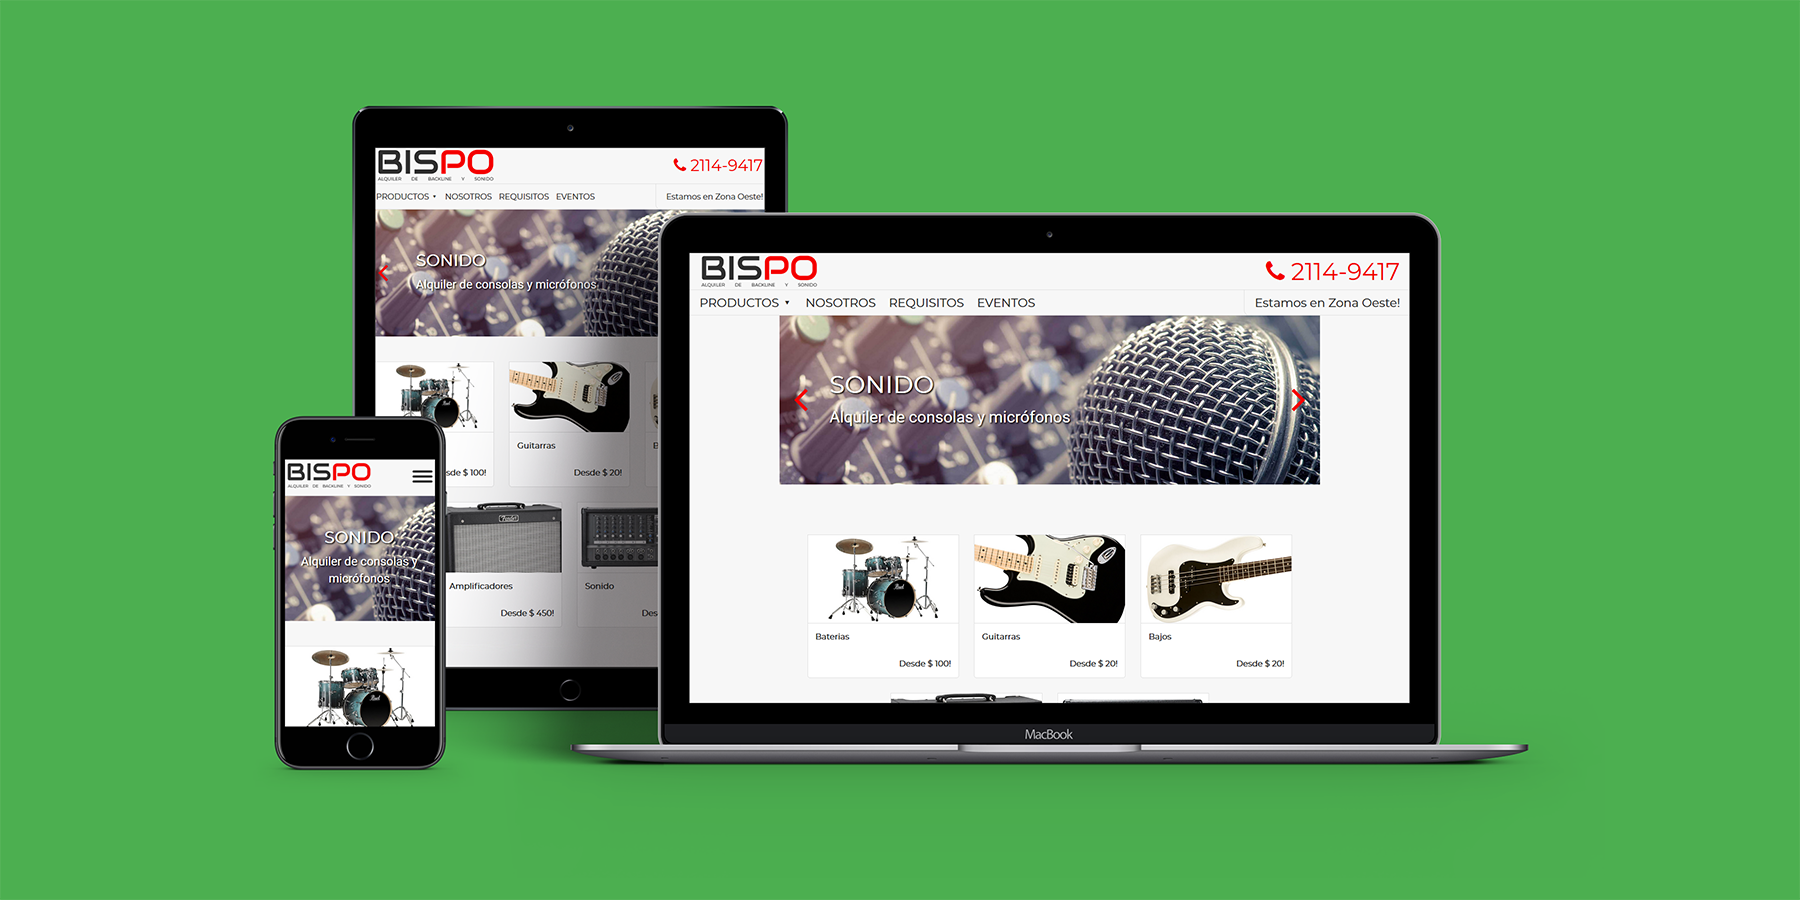 BISPO
ALQUILER DE BACKLINE Y SONIDO
2114-9417
PRODUCTOS ▾ NOSOTROS REQUISITOS EVENTOS
Estamos en Zona Oeste!
SONIDO
Alquiler de consolas y micrófonos
Guitarras
B
sde $ 100!
Desde $ 20!
Fender
Amplificadores
Sonido
Desde $ 450!
Des
BISPO
ALQUILER DE BACKLINE Y SONIDO
SONIDO
Alquiler de consolas y
micrófonos
Pearl
BISPO
ALQUILER DE BACKLINE Y SONIDO
2114-9417
PRODUCTOS ▾ NOSOTROS REQUISITOS EVENTOS
Estamos en Zona Oeste!
SONIDO
Alquiler de consolas y micrófonos
Pearl
Baterias
Guitarras
Bajos
Desde $ 100!
Desde $ 20!
Desde $ 20!
MacBook